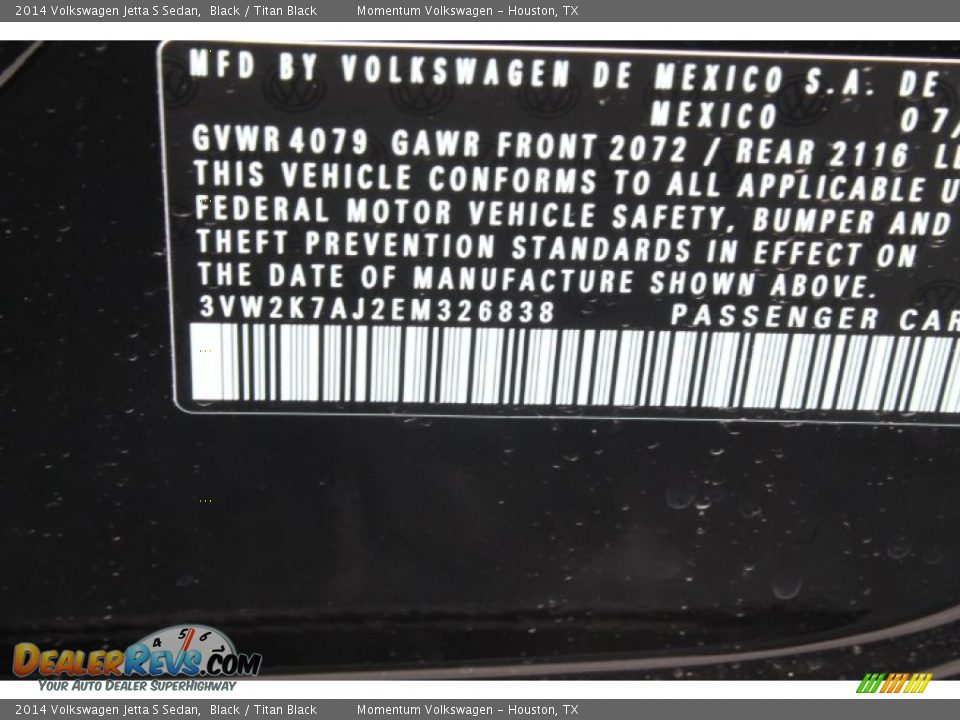 2014 Volkswagen Jetta S Sedan,  Black / Titan Black Momentum Volkswagen - Houston, TX
MFD BY VOLKSWAGEN DE MEXICO S.A. DE
MEXICO 07/
GVWR 4079 GAWR FRONT 2072 / REAR 2116
THIS VEHICLE CONFORMS TO ALL APPLICABLE
FEDERAL MOTOR VEHICLE SAFETY, BUMPER AND
THEFT PREVENTION STANDARDS IN EFFECT ON
THE DATE OF MANUFACTURE SHOWN ABOVE.
3VW2K7AJ2EM326838 PASSENGER CAR
4 5 6
DEALERREVS.COM
YOUR AUTO DEALER SUPERHIGHWAY
2014 Volkswagen Jetta S Sedan,  Black / Titan Black Momentum Volkswagen - Houston, TX